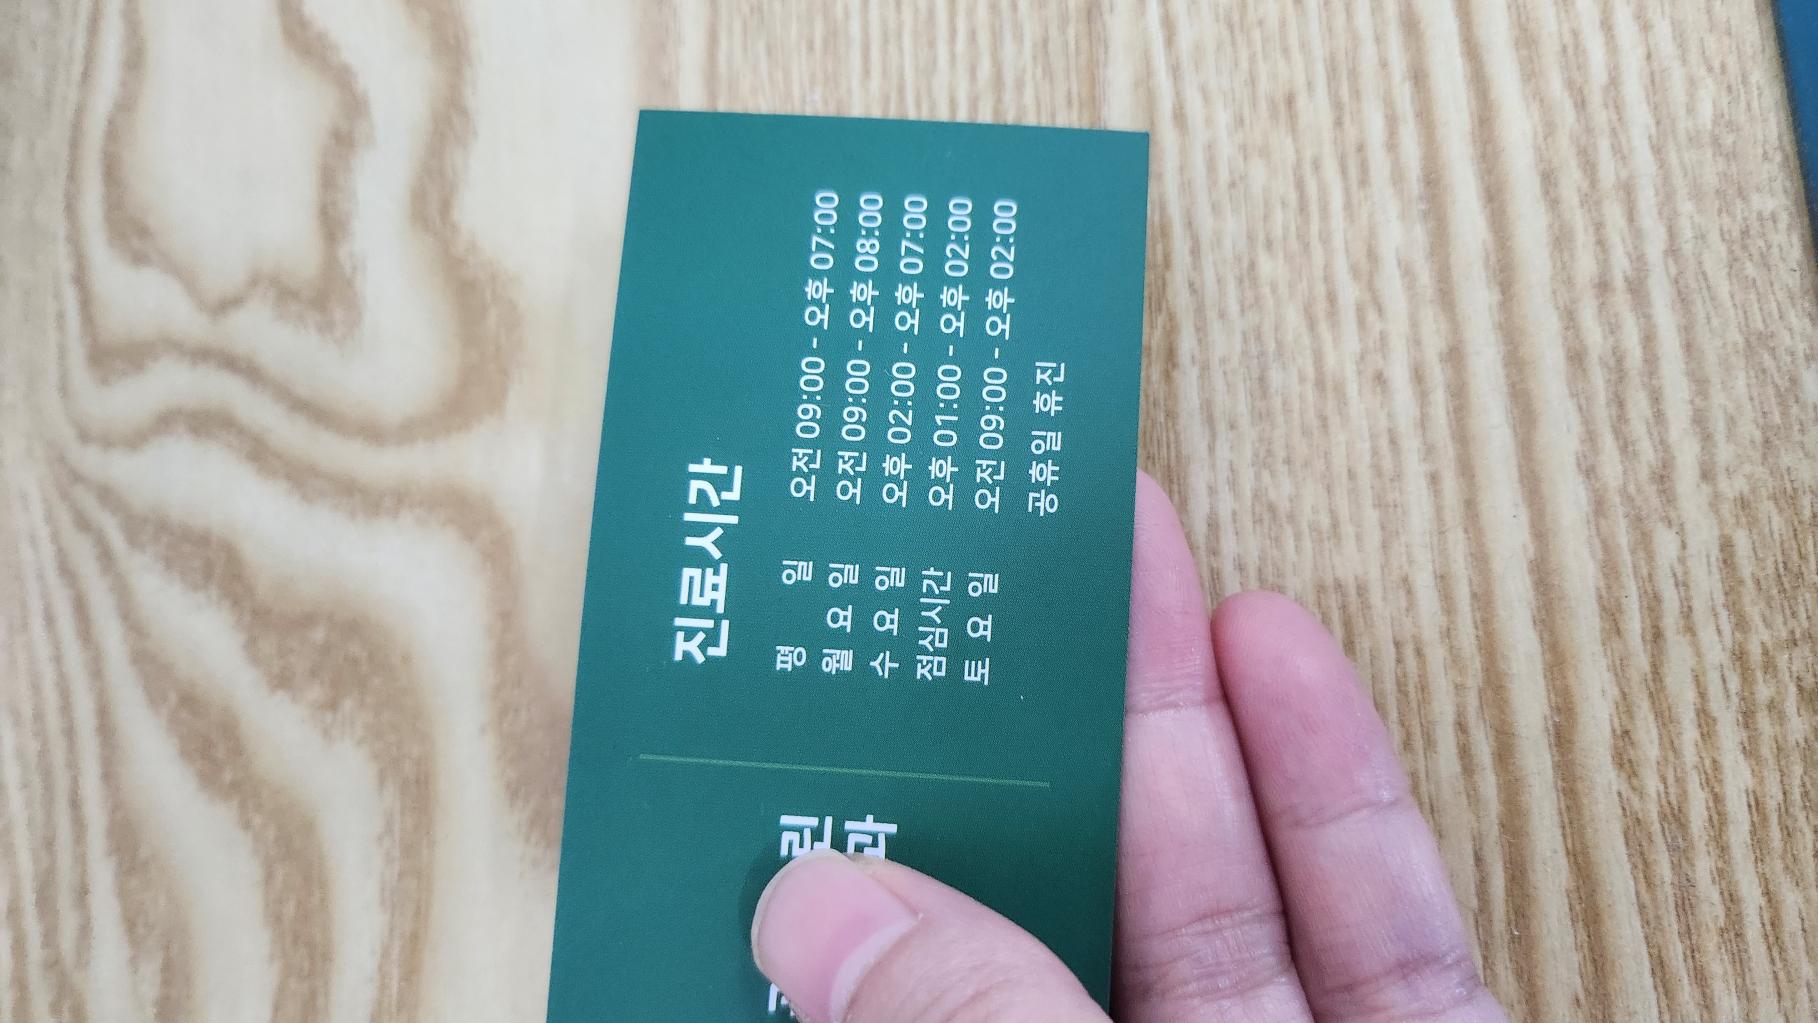 진료시간
평 일 오전 09:00 - 오후 07:00
월 요 일 오전 09:00 - 오후 08:00
수 요 일 오후 02:00 - 오후 07:00
점심시간 오후 01:00 - 오후 02:00
토 요 일 오전 09:00 - 오후 02:00
공휴일 휴진